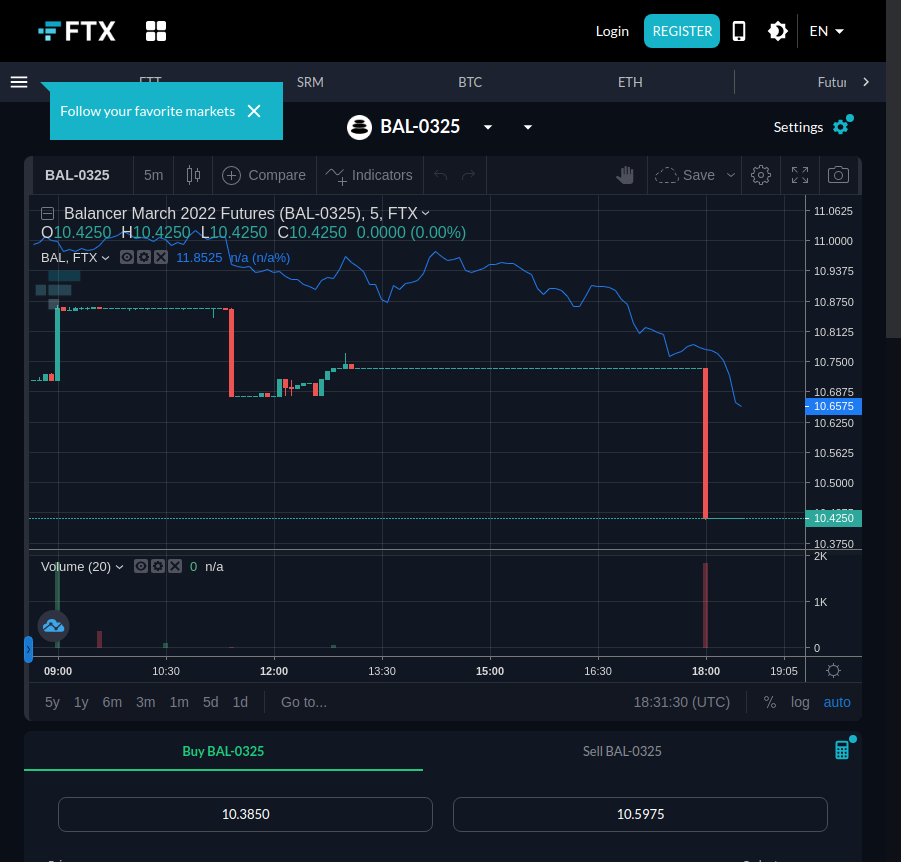 FTX
Login
REGISTER
EN
FTT
SRM
BTC
ETH
Futur
Follow your favorite markets
BAL-0325
Settings
BAL-0325
5m
Compare
Indicators
Save
Balancer March 2022 Futures (BAL-0325), 5, FTX
O10.4250 H10.4250 L10.4250 C10.4250 0.0000 (0.00%)
BAL, FTX
11.8525 n/a (n/a%)
11.0625
11.0000
10.9375
10.8750
10.8125
10.7500
10.6875
10.6575
10.6250
10.5625
10.5000
10.4250
10.3750
Volume (20)
0 n/a
2K
1K
0
09:00 10:30 12:00 13:30 15:00 16:30 18:00 19:05
5y 1y 6m 3m 1m 5d 1d Go to...
18:31:30 (UTC) % log auto
Buy BAL-0325
Sell BAL-0325
10.3850
10.5975